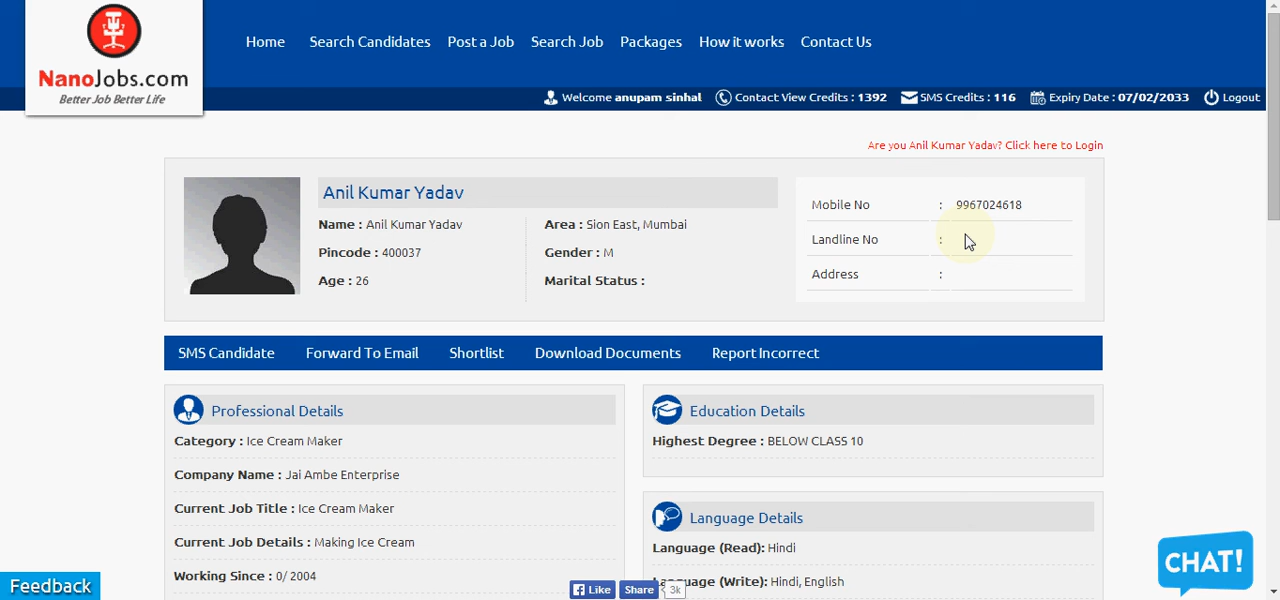 NanoJobs.com
Better Job Better Life
Home Search Candidates Post a Job Search Job Packages How it works Contact Us
Welcome anupam sinhal Contact View Credits : 1392 SMS Credits : 116 Expiry Date : 07/02/2033 Logout
Are you Anil Kumar Yadav? Click here to Login
Anil Kumar Yadav
Name : Anil Kumar Yadav
Pincode : 400037
Age : 26
Area : Sion East, Mumbai
Gender : M
Marital Status :
Mobile No : 9967024618
Landline No :
Address :
SMS Candidate Forward To Email Shortlist Download Documents Report Incorrect
Professional Details
Category : Ice Cream Maker
Company Name : Jai Ambe Enterprise
Current Job Title : Ice Cream Maker
Current Job Details : Making Ice Cream
Working Since : 0/ 2004
Education Details
Highest Degree : BELOW CLASS 10
Language Details
Language (Read): Hindi
Language (Write): Hindi, English
Feedback
Like Share 3k
CHAT!